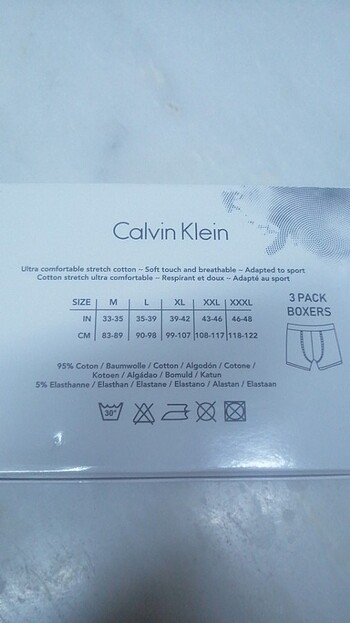 Calvin Klein
Ultra comfortable stretch cotton – Soft touch and breathable – Adapted to sport
Cotton stretch ultra comfortable – Respirant et doux – Adapté au sport
SIZE | M | L | XL | XXL | XXXL
IN | 33-35 | 35-39 | 39-42 | 43-46 | 46-48
CM | 83-89 | 90-98 | 99-107 | 108-117 | 118-122
3 PACK
BOXERS
95% Coton / Baumwolle / Cotton / Algodón / Cotone /
Kotoen / Algádao / Bomuld / Katun
5% Elasthanne / Elasthan / Elastane / Elastano / Alastan / Elastaan
30°